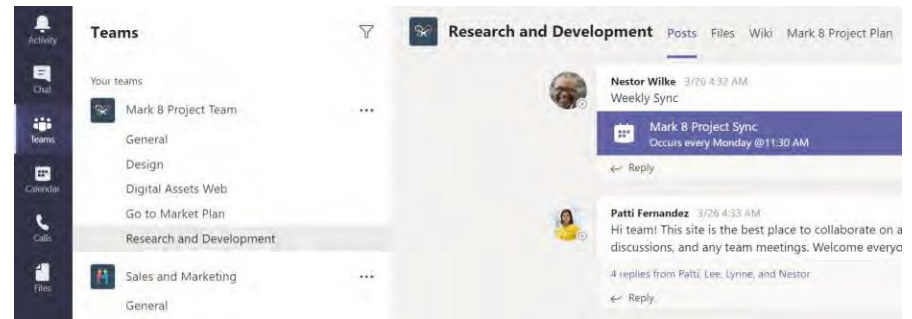 Activity
Chat
Teams
Calendar
Calls
Files
Teams
Your teams
Mark 8 Project Team
General
Design
Digital Assets Web
Go to Market Plan
Research and Development
Sales and Marketing
General
Research and Development Posts Files Wiki Mark 8 Project Plan
Nestor Wilke 3/26 4:32 AM
Weekly Sync
Mark 8 Project Sync
Occurs every Monday @11:30 AM
Reply
Patti Fernandez 3/26 4:33 AM
Hi team! This site is the best place to collaborate on a
discussions, and any team meetings. Welcome everyo
4 replies from Patti, Lee, Lynne, and Nestor
Reply